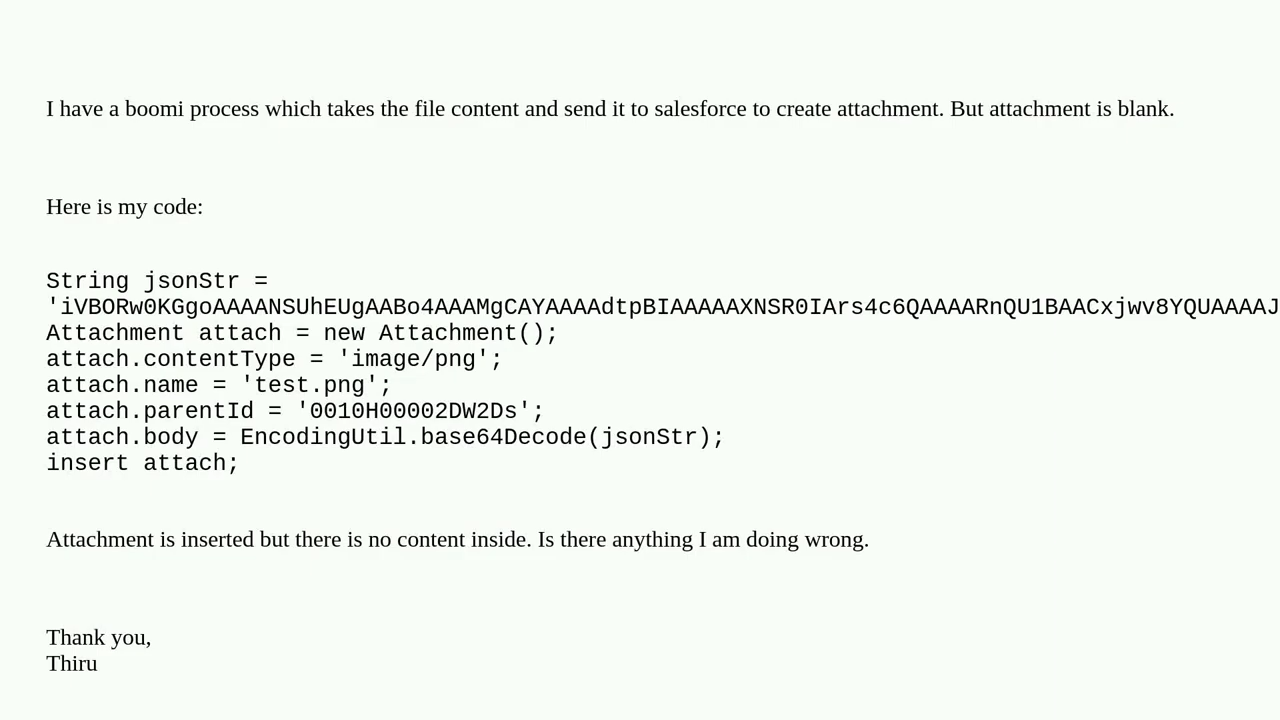 I have a boomi process which takes the file content and send it to salesforce to create attachment. But attachment is blank.
Here is my code:
String jsonStr =
'iVBORw0KGgoAAAANSUhEUgAABo4AAAMgCAYAAAAdtpBIAAAAAXNSR0IArs4c6QAAAARnQU1BAACxjwv8YQUAAAAJ
Attachment attach = new Attachment();
attach.contentType = 'image/png';
attach.name = 'test.png';
attach.parentId = '0010H00002DW2Ds';
attach.body = EncodingUtil.base64Decode(jsonStr);
insert attach;
Attachment is inserted but there is no content inside. Is there anything I am doing wrong.
Thank you,
Thiru